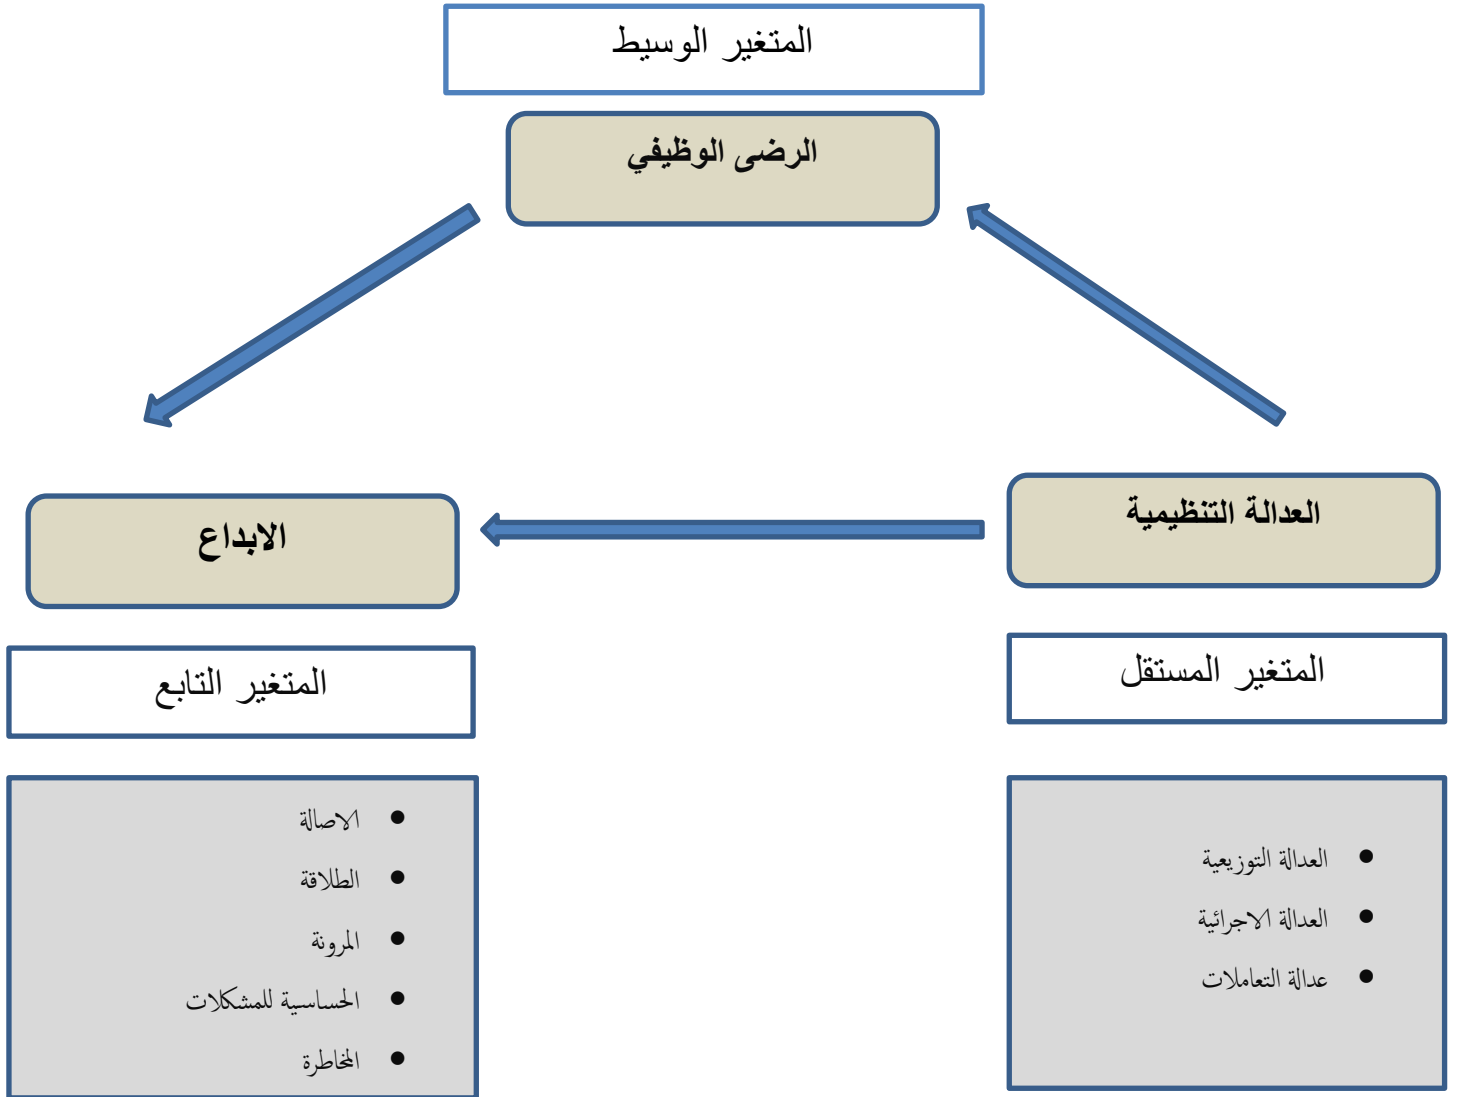 المتغير الوسيط
الرضى الوظيفي
العدالة التنظيمية
الابداع
المتغير المستقل
المتغير التابع
• العدالة التوزيعية
• العدالة الاجرائية
• عدالة التعاملات
• الاصالة
• الطلاقة
• المرونة
• الحساسية للمشكلات
• المخاطرة